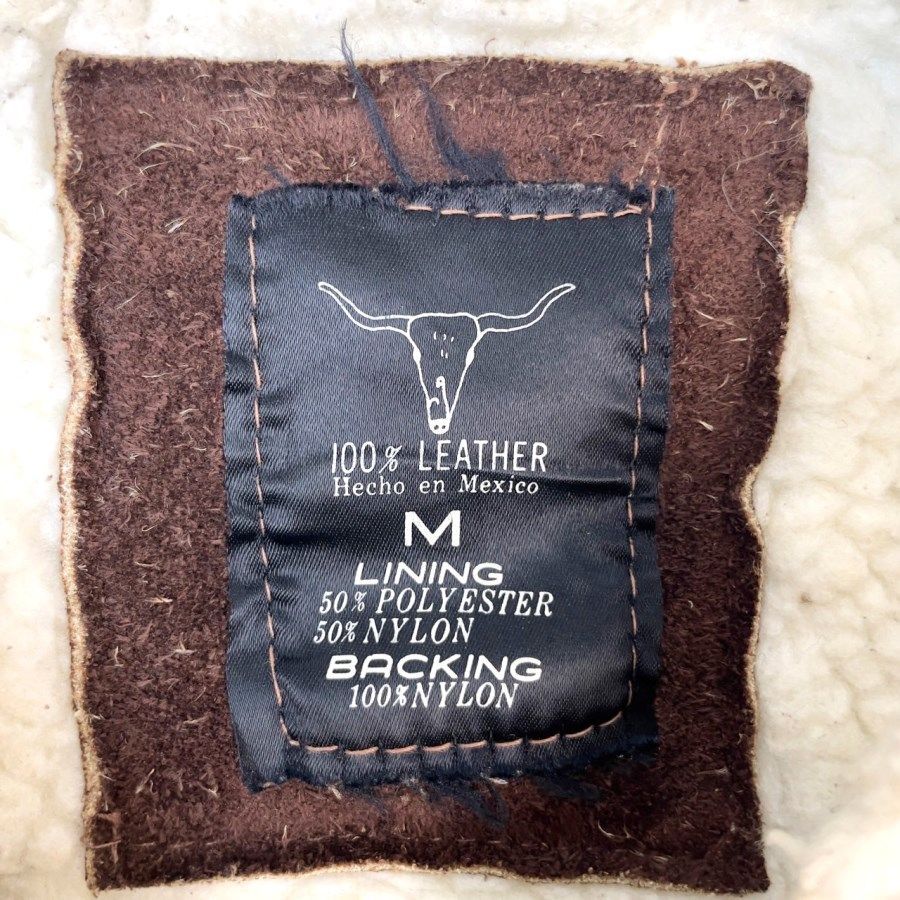 100% LEATHER
Hecho en Mexico
M
LINING
50% POLYESTER
50% NYLON
BACKING
100% NYLON